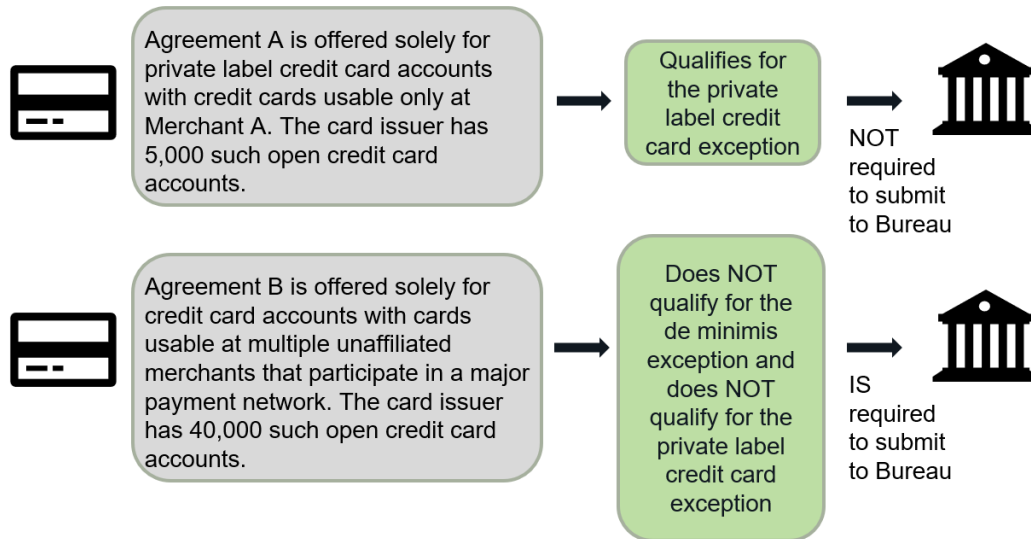 Agreement A is offered solely for
private label credit card accounts
with credit cards usable only at
Merchant A. The card issuer has
5,000 such open credit card
accounts.
Qualifies for
the private
label credit
card exception
NOT
required
to submit
to Bureau
Agreement B is offered solely for
credit card accounts with cards
usable at multiple unaffiliated
merchants that participate in a major
payment network. The card issuer
has 40,000 such open credit card
accounts.
Does NOT
qualify for the
de minimis
exception and
does NOT
qualify for the
private label
credit card
exception
IS
required
to submit
to Bureau